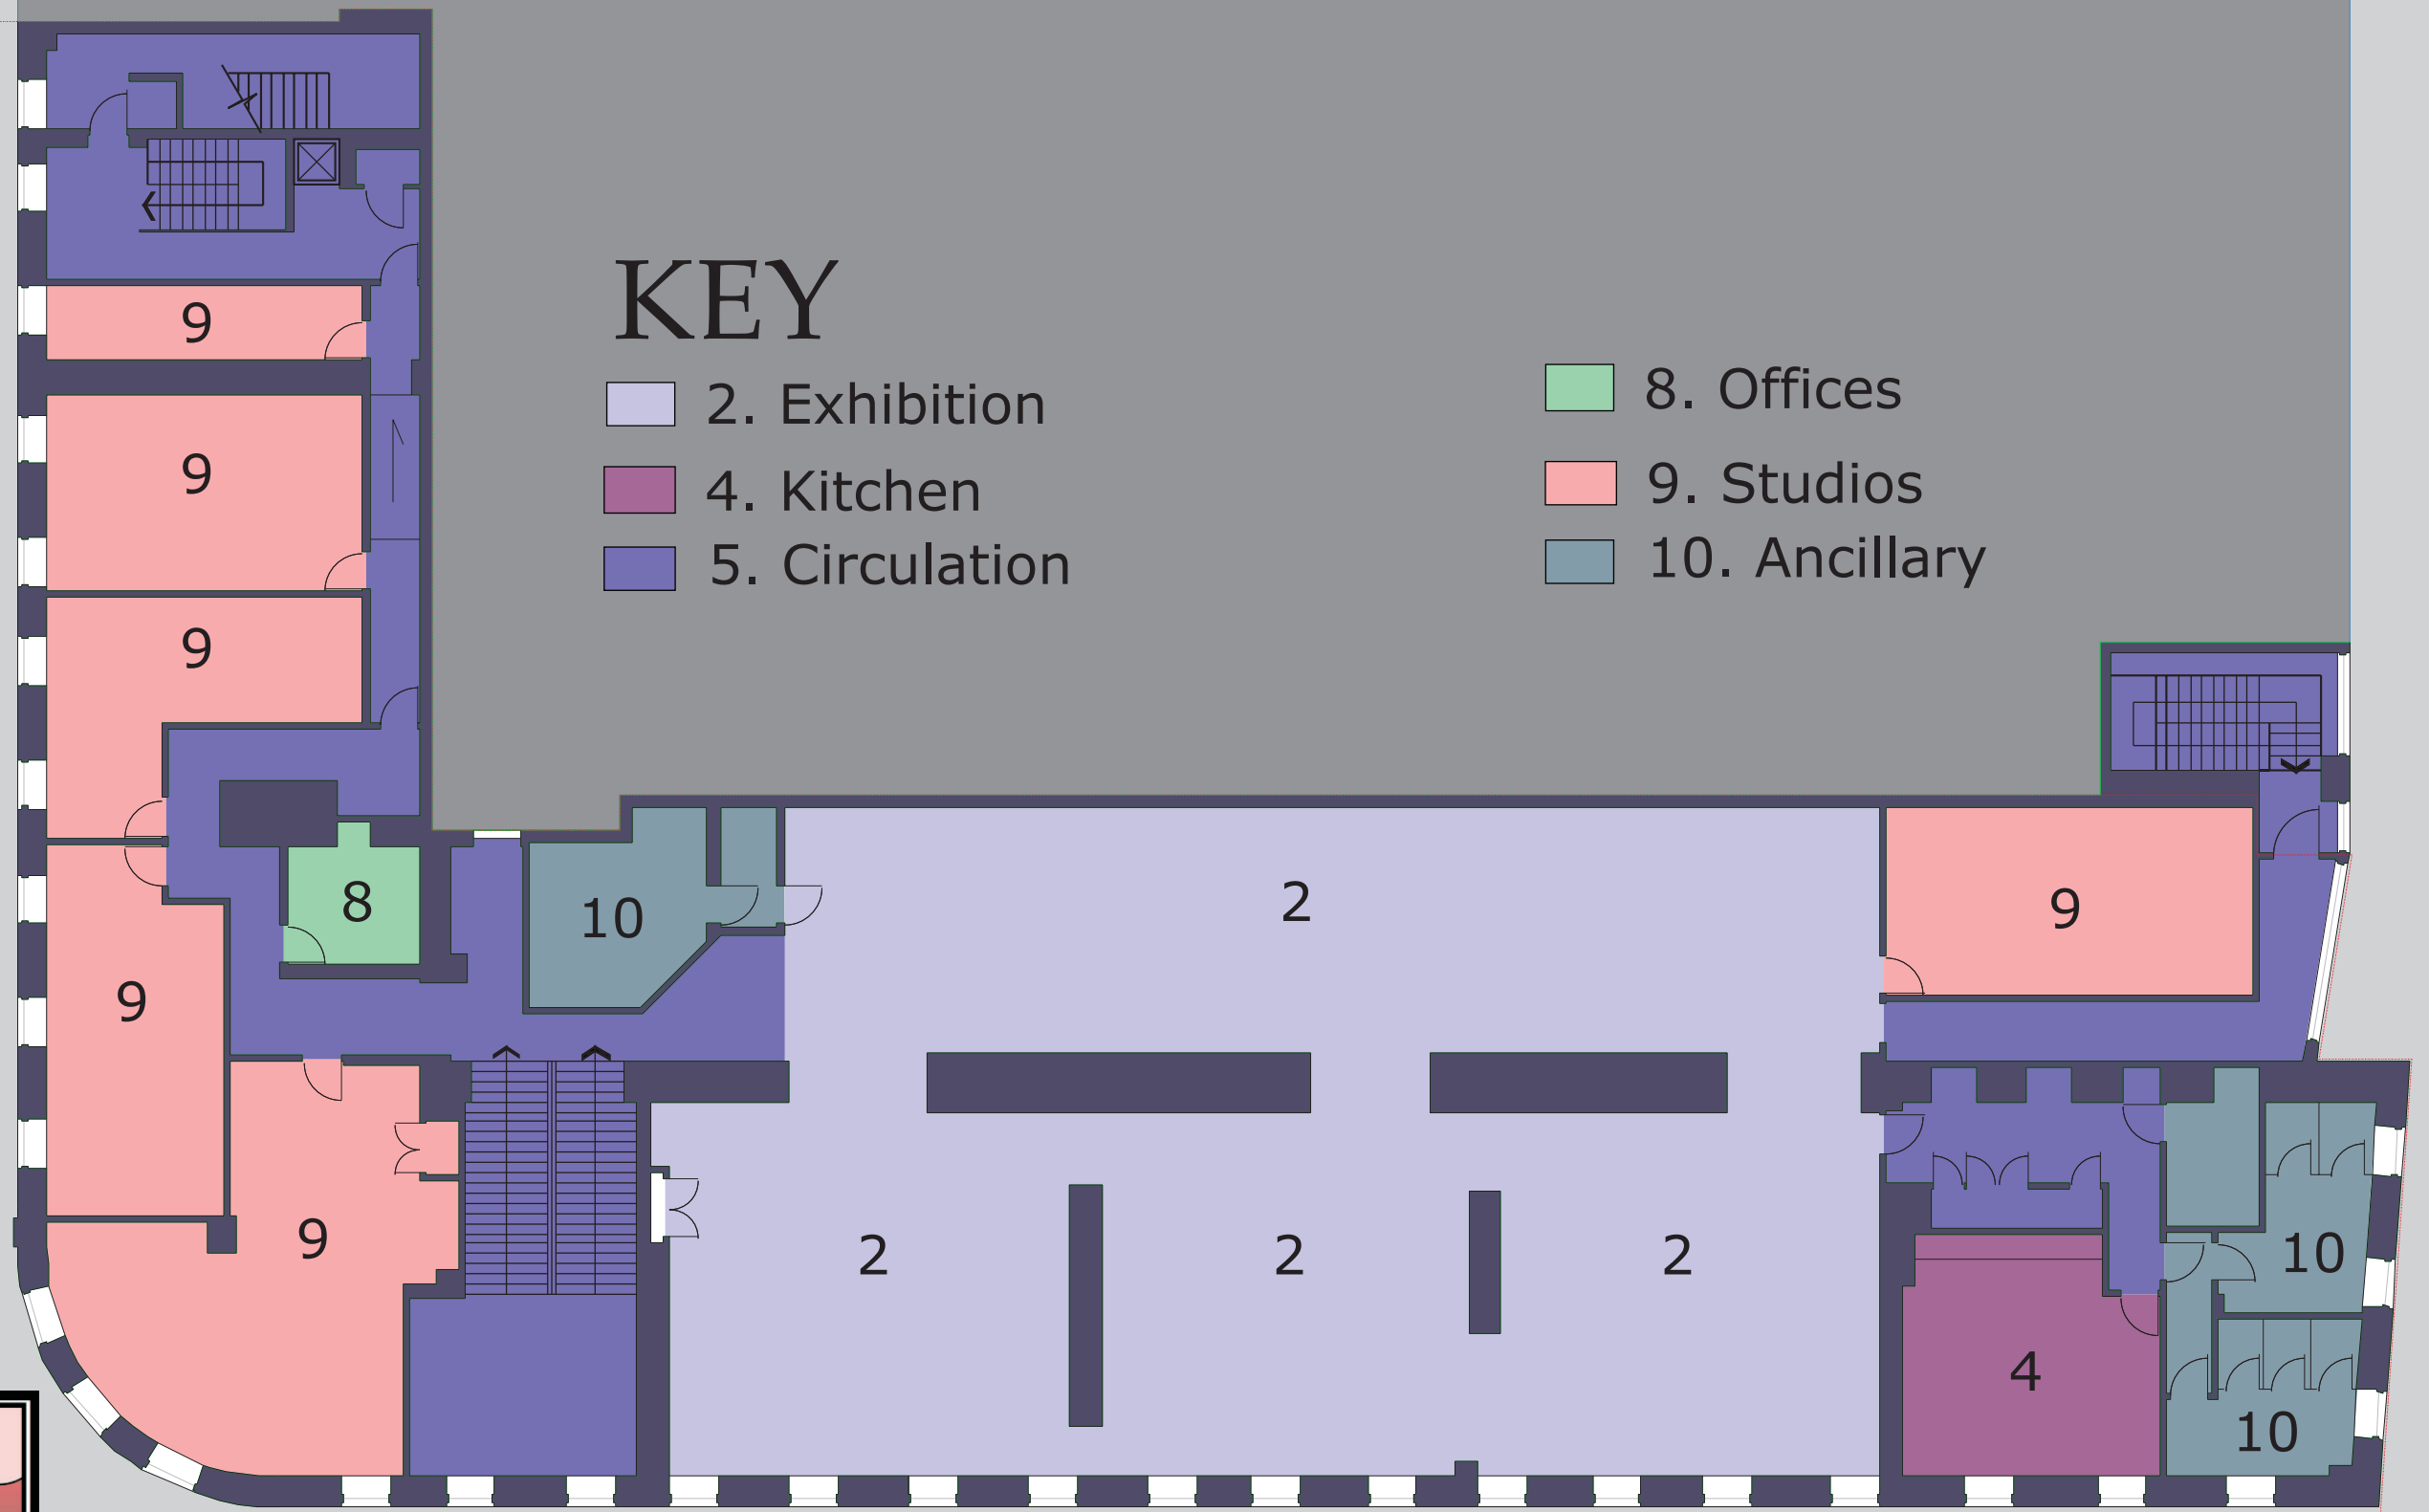 KEY
2. Exhibition
4. Kitchen
5. Circulation
8. Offices
9. Studios
10. Ancillary
9
9
9
8
10
2
9
9
9
2
2
2
10
4
10